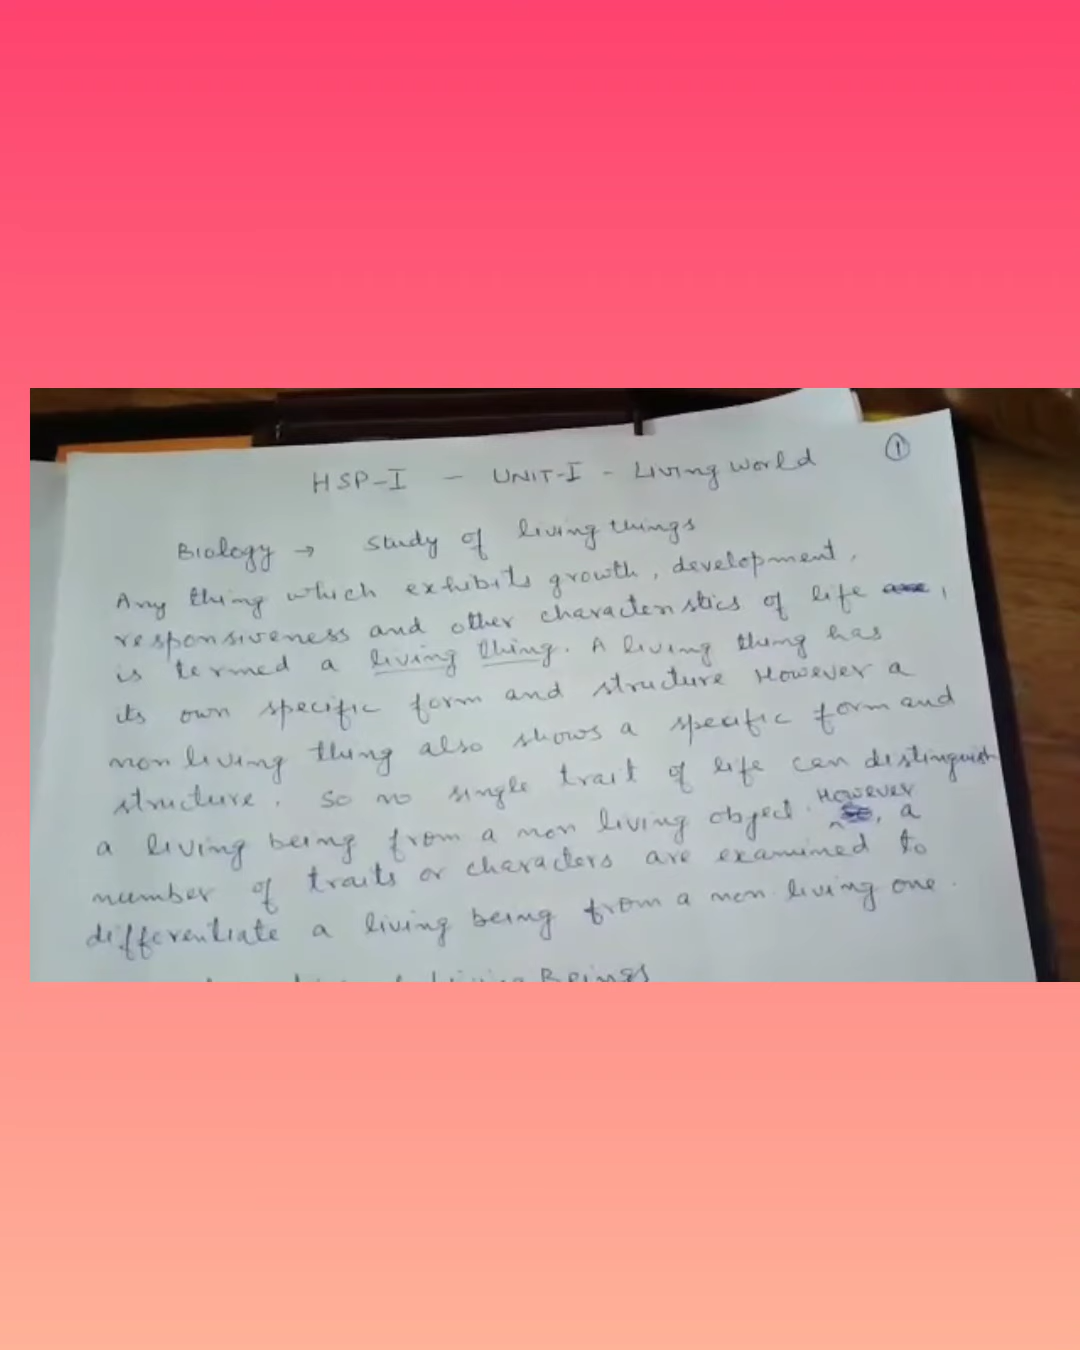 HSP-I - UNIT-I - Living World
1
Biology → Study of living things
Any thing which exhibits growth, development,
responsiveness and other characteristics of life,
is termed a living thing. A living thing has
its own specific form and structure However a
non living thing also shows a specific form and
structure. So no single trait of life can distinguish
a living being from a non living object. However, a
number of traits or characters are examined to
differentiate a living being from a non living one.
Living Beings